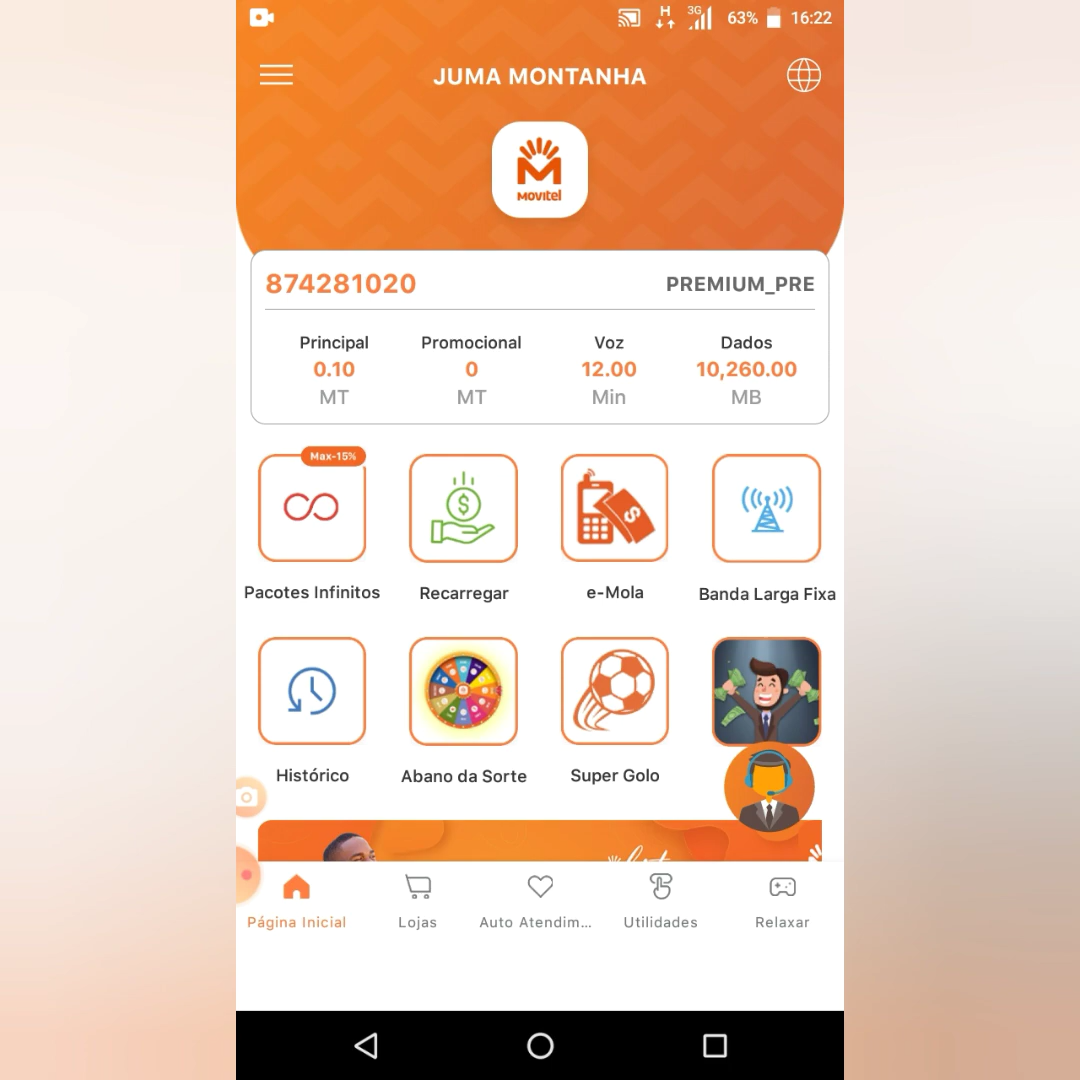 H 3G 63% 16:22
JUMA MONTANHA
MOVITEL
874281020 PREMIUM_PRE
Principal Promocional Voz Dados
0.10 0 12.00 10,260.00
MT MT Min MB
Max-15%
Pacotes Infinitos Recarregar e-Mola Banda Larga Fixa
Histórico Abano da Sorte Super Golo
Página Inicial Lojas Auto Atendim... Utilidades Relaxar